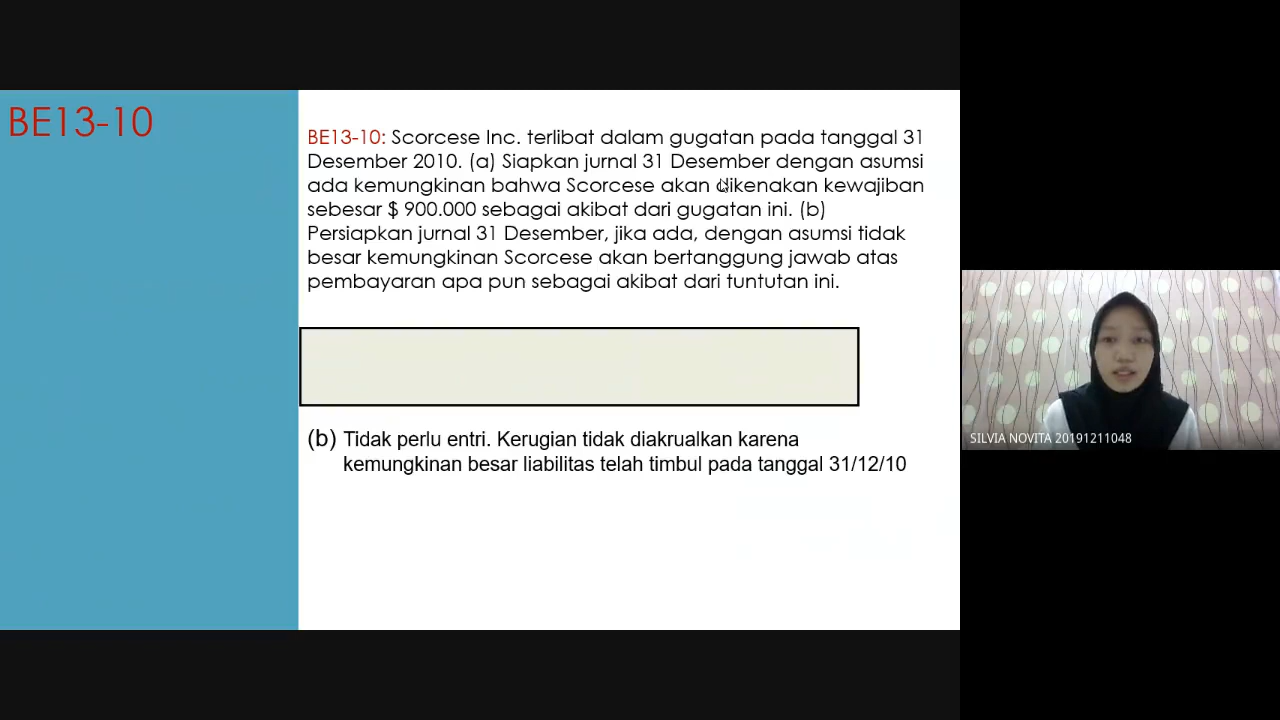 BE13-10
BE13-10: Scorcese Inc. terlibat dalam gugatan pada tanggal 31
Desember 2010. (a) Siapkan jurnal 31 Desember dengan asumsi
ada kemungkinan bahwa Scorcese akan dikenakan kewajiban
sebesar $ 900.000 sebagai akibat dari gugatan ini. (b)
Persiapkan jurnal 31 Desember, jika ada, dengan asumsi tidak
besar kemungkinan Scorcese akan bertanggung jawab atas
pembayaran apa pun sebagai akibat dari tuntutan ini.
(b) Tidak perlu entri. Kerugian tidak diakrualkan karena
kemungkinan besar liabilitas telah timbul pada tanggal 31/12/10
SILVIA NOVITA 20191211048